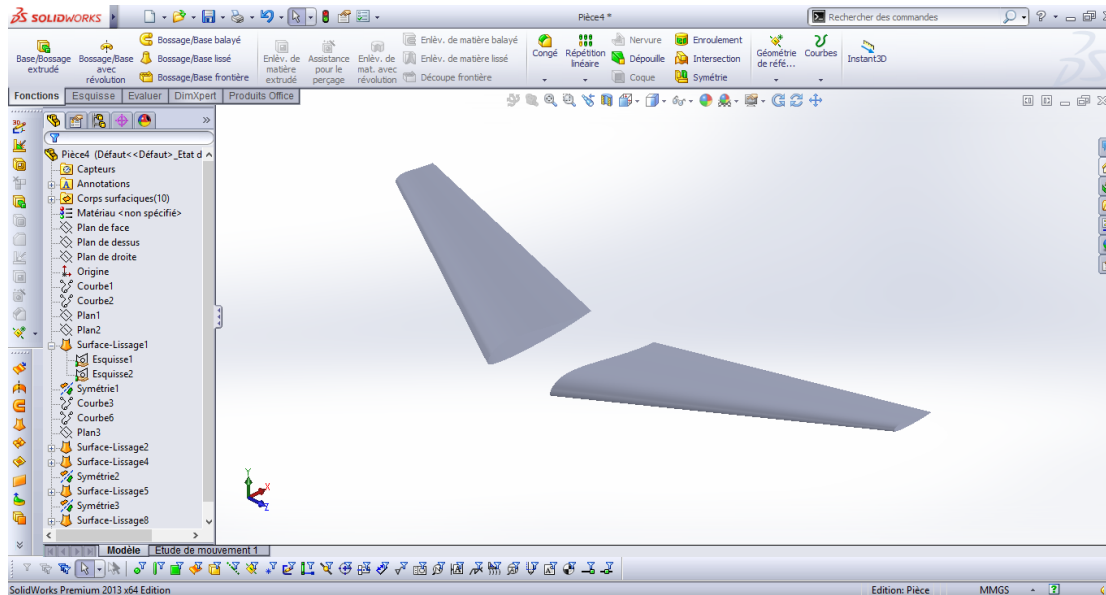 SOLIDWORKS
Pièce4 *
Rechercher des commandes
Base/Bossage extrudé
Bossage/Base avec révolution
Bossage/Base balayé
Bossage/Base lissé
Bossage/Base frontière
Enlèv. de matière extrudé
Assistance pour le perçage
Enlèv. de mat. avec révolution
Enlèv. de matière balayé
Enlèv. de matière lissé
Découpe frontière
Congé
Répétition linéaire
Nervure
Dépouille
Coque
Enroulement
Intersection
Symétrie
Géométrie de réfé...
Courbes
Instant3D
Fonctions Esquisse Evaluer DimXpert Produits Office
Pièce4 (Défaut<<Défaut>_Etat d
Capteurs
Annotations
Corps surfaciques(10)
Matériau <non spécifié>
Plan de face
Plan de dessus
Plan de droite
Origine
Courbe1
Courbe2
Plan1
Plan2
Surface-Lissage1
Esquisse1
Esquisse2
Symétrie1
Courbe3
Courbe6
Plan3
Surface-Lissage2
Surface-Lissage4
Symétrie2
Surface-Lissage5
Symétrie3
Surface-Lissage8
Y
X
Z
Modèle Etude de mouvement 1
SolidWorks Premium 2013 x64 Edition
Edition: Pièce
MMGS